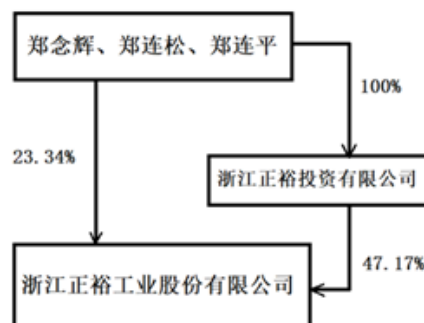 郑念辉、郑连松、郑连平
100%
23.34%
浙江正裕投资有限公司
47.17%
浙江正裕工业股份有限公司